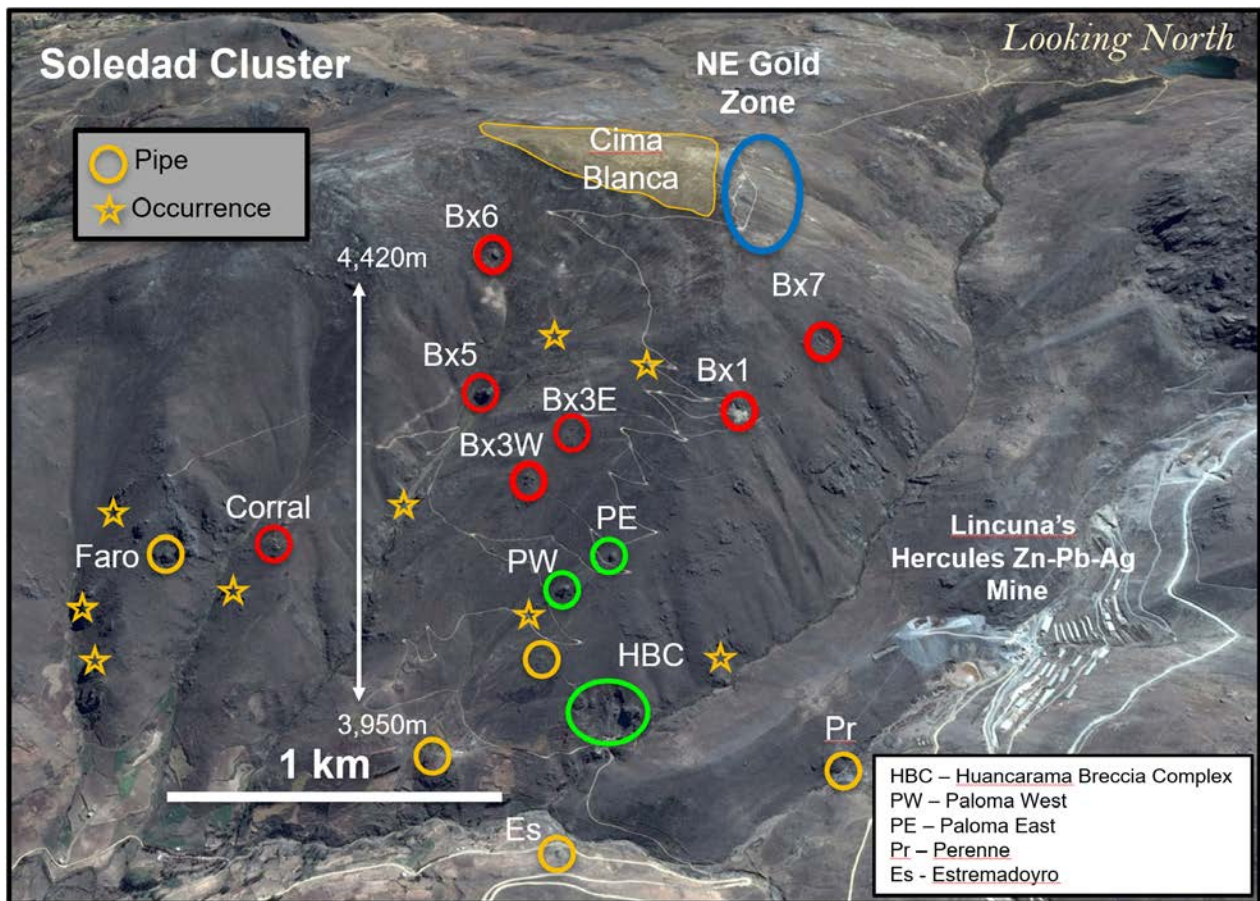 Looking North
Soledad Cluster
NE Gold
Zone
Pipe
Occurrence
Cima
Blanca
Bx6
4,420m
Bx7
Bx5
Bx1
Bx3E
Bx3W
Corral
PE
Faro
PW
Lincuna's
Hercules Zn-Pb-Ag
Mine
HBC
3,950m
Pr
1 km
Es
HBC – Huancarama Breccia Complex
PW – Paloma West
PE – Paloma East
Pr – Perenne
Es - Estremadoyro